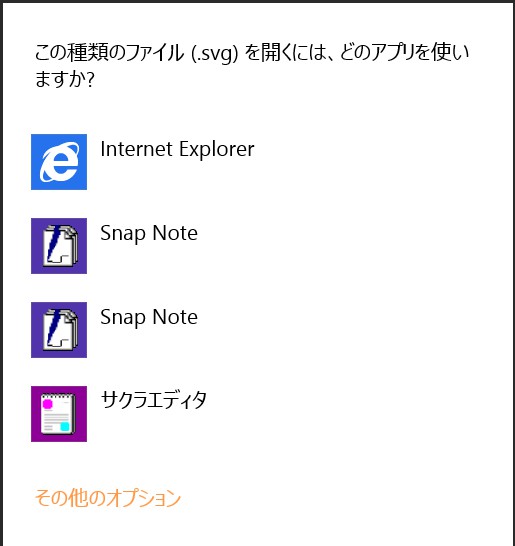 この種類のファイル (.svg) を開くには、どのアプリを使い
ますか?
Internet Explorer
Snap Note
Snap Note
サクラエディタ
その他のオプション